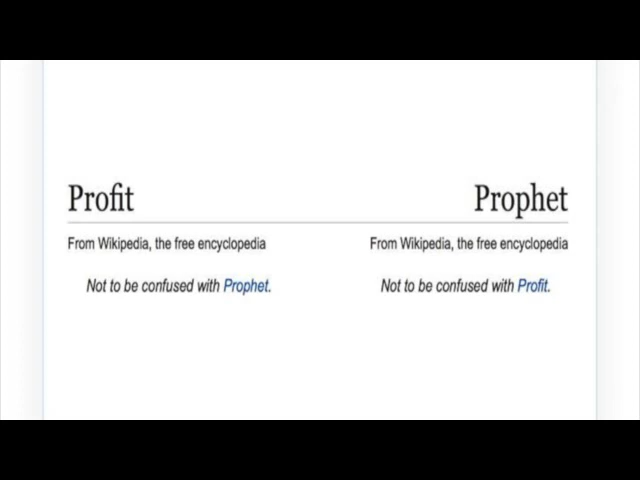 Profit
From Wikipedia, the free encyclopedia
Not to be confused with Prophet.
Prophet
From Wikipedia, the free encyclopedia
Not to be confused with Profit.